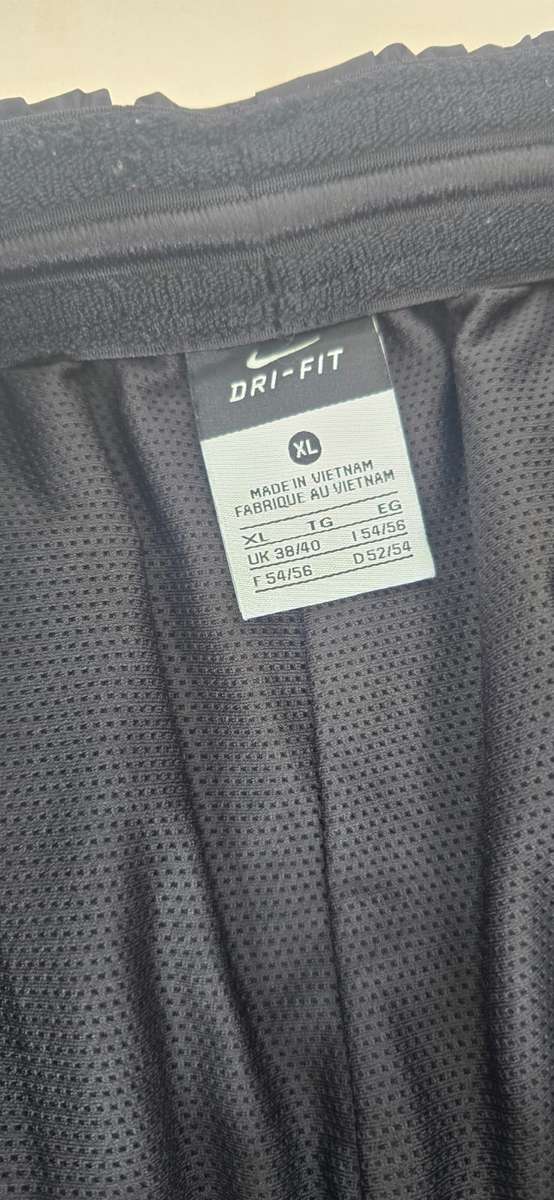 DRI-FIT
XL
MADE IN VIETNAM
FABRIQUE AU VIETNAM
XL TG EG
UK 38/40 I 54/56
F 54/56 D 52/54